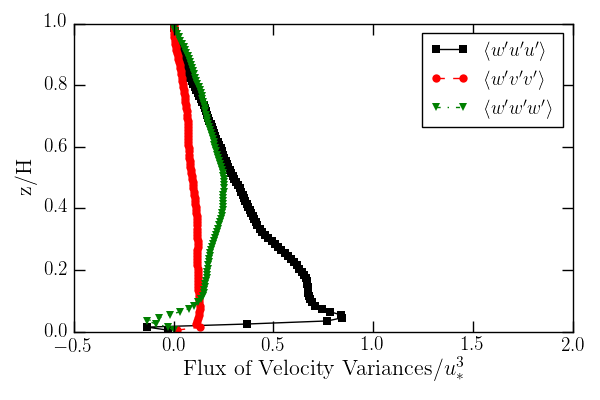 1.0
0.8
0.6
0.4
0.2
0.0
z/H
−0.5 0.0 0.5 1.0 1.5 2.0
Flux of Velocity Variances/u³∗
⟨w′u′u′⟩
⟨w′v′v′⟩
⟨w′w′w′⟩